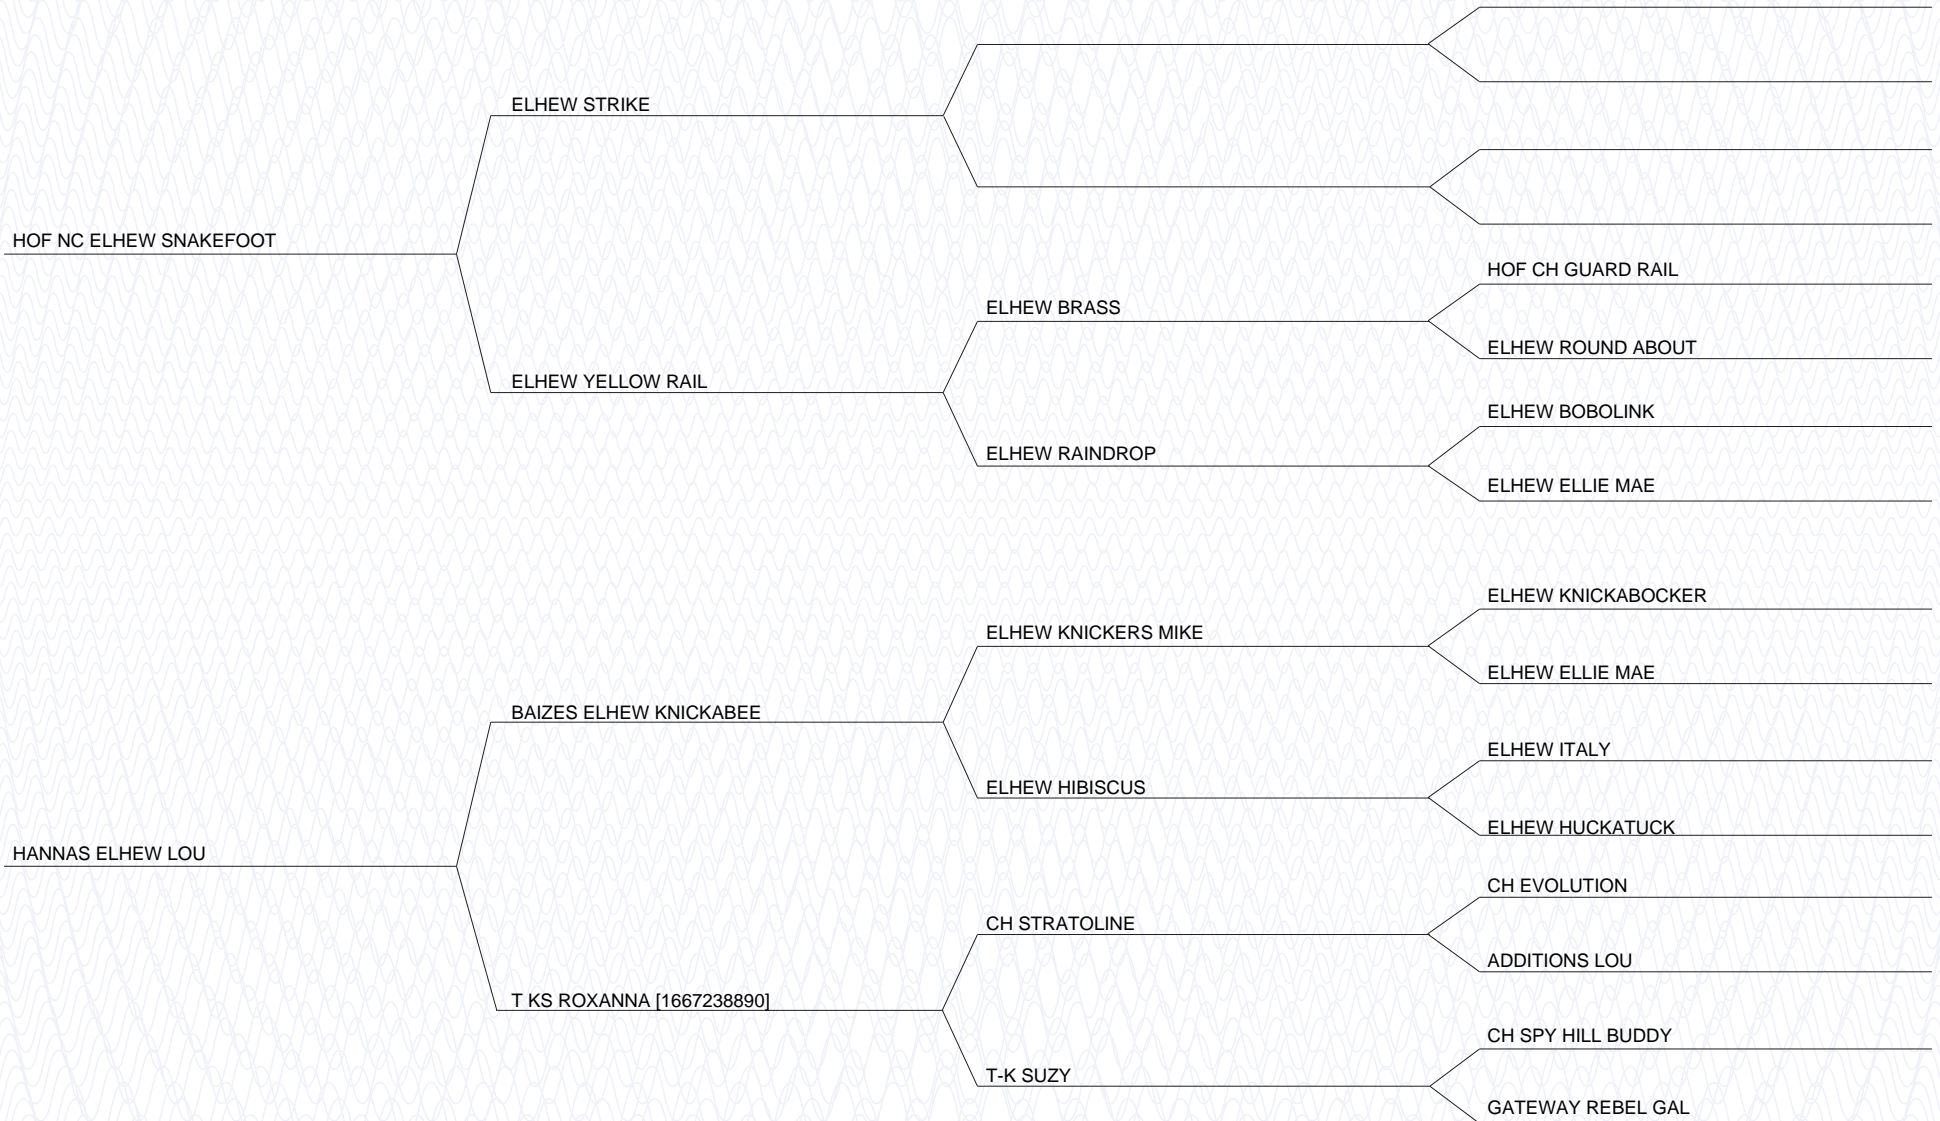 ELHEW STRIKE
HOF NC ELHEW SNAKEFOOT
HOF CH GUARD RAIL
ELHEW BRASS
ELHEW ROUND ABOUT
ELHEW YELLOW RAIL
ELHEW BOBOLINK
ELHEW RAINDROP
ELHEW ELLIE MAE
ELHEW KNICKABOCKER
ELHEW KNICKERS MIKE
ELHEW ELLIE MAE
BAIZES ELHEW KNICKABEE
ELHEW ITALY
ELHEW HIBISCUS
ELHEW HUCKATUCK
HANNAS ELHEW LOU
CH EVOLUTION
CH STRATOLINE
ADDITIONS LOU
T KS ROXANNA [1667238890]
CH SPY HILL BUDDY
T-K SUZY
GATEWAY REBEL GAL